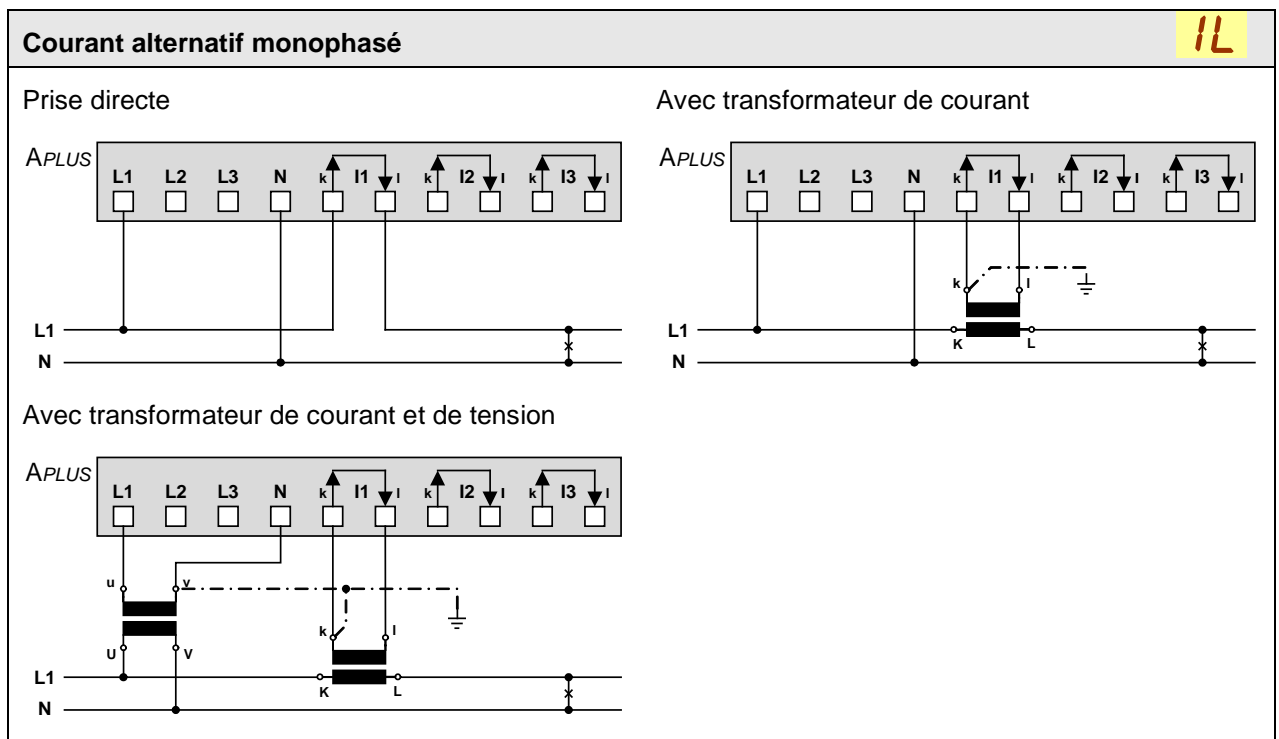 Courant alternatif monophasé 1L
Prise directe
APLUS
L1 L2 L3 N k I1 l k I2 l k I3 l
L1
N
Avec transformateur de courant
APLUS
L1 L2 L3 N k I1 l k I2 l k I3 l
k l
L1
K L
N
Avec transformateur de courant et de tension
APLUS
L1 L2 L3 N k I1 l k I2 l k I3 l
u v
k l
U V
L1
K L
N